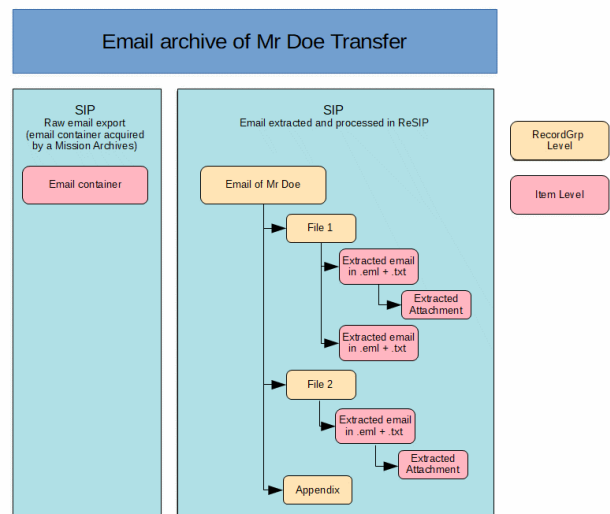 Email archive of Mr Doe Transfer
SIP
Raw email export
(email container acquired
by a Mission Archives)
Email container
SIP
Email extracted and processed in ReSIP
Email of Mr Doe
File 1
Extracted email
in .eml + .txt
Extracted
Attachment
Extracted email
in .eml + .txt
File 2
Extracted email
in .eml + .txt
Extracted
Attachment
Appendix
RecordGrp
Level
Item Level